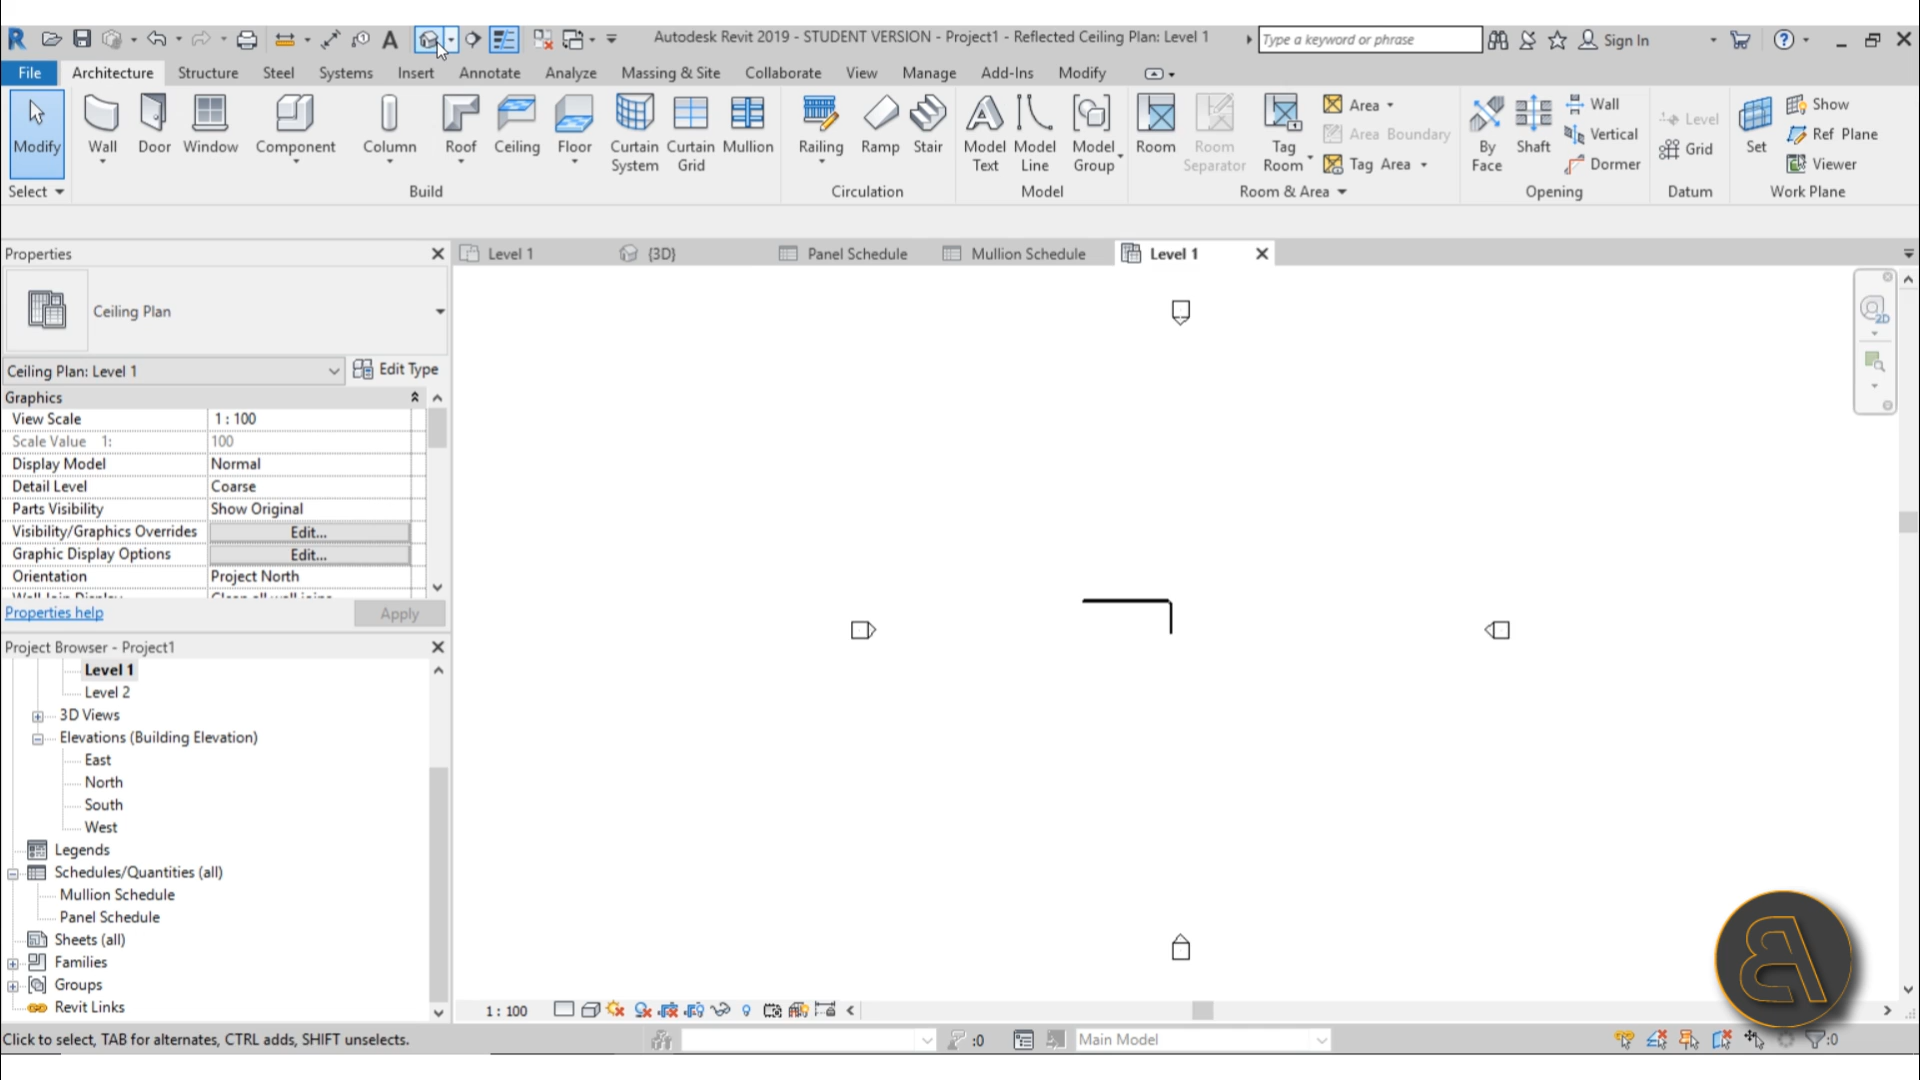 Autodesk Revit 2019 - STUDENT VERSION - Project1 - Reflected Ceiling Plan: Level 1
Type a keyword or phrase
Sign In
File Architecture Structure Steel Systems Insert Annotate Analyze Massing & Site Collaborate View Manage Add-Ins Modify
Modify
Wall
Door
Window
Component
Column
Roof
Ceiling
Floor
Curtain System
Curtain Grid
Mullion
Railing
Ramp
Stair
Model Text
Model Line
Model Group
Room
Room Separator
Tag Room
Area
Area Boundary
Tag Area
By Face
Shaft
Wall
Vertical
Dormer
Level
Grid
Set
Show
Ref Plane
Viewer
Select
Build
Circulation
Model
Room & Area
Opening
Datum
Work Plane
Properties
Level 1
{3D}
Panel Schedule
Mullion Schedule
Level 1
Ceiling Plan
Ceiling Plan: Level 1
Edit Type
Graphics
View Scale 1 : 100
Scale Value 1: 100
Display Model Normal
Detail Level Coarse
Parts Visibility Show Original
Visibility/Graphics Overrides Edit...
Graphic Display Options Edit...
Orientation Project North
Properties help
Apply
2D
Project Browser - Project1
Level 1
Level 2
3D Views
Elevations (Building Elevation)
East
North
South
West
Legends
Schedules/Quantities (all)
Mullion Schedule
Panel Schedule
Sheets (all)
Families
Groups
Revit Links
1 : 100
Click to select, TAB for alternates, CTRL adds, SHIFT unselects.
:0
Main Model
:0